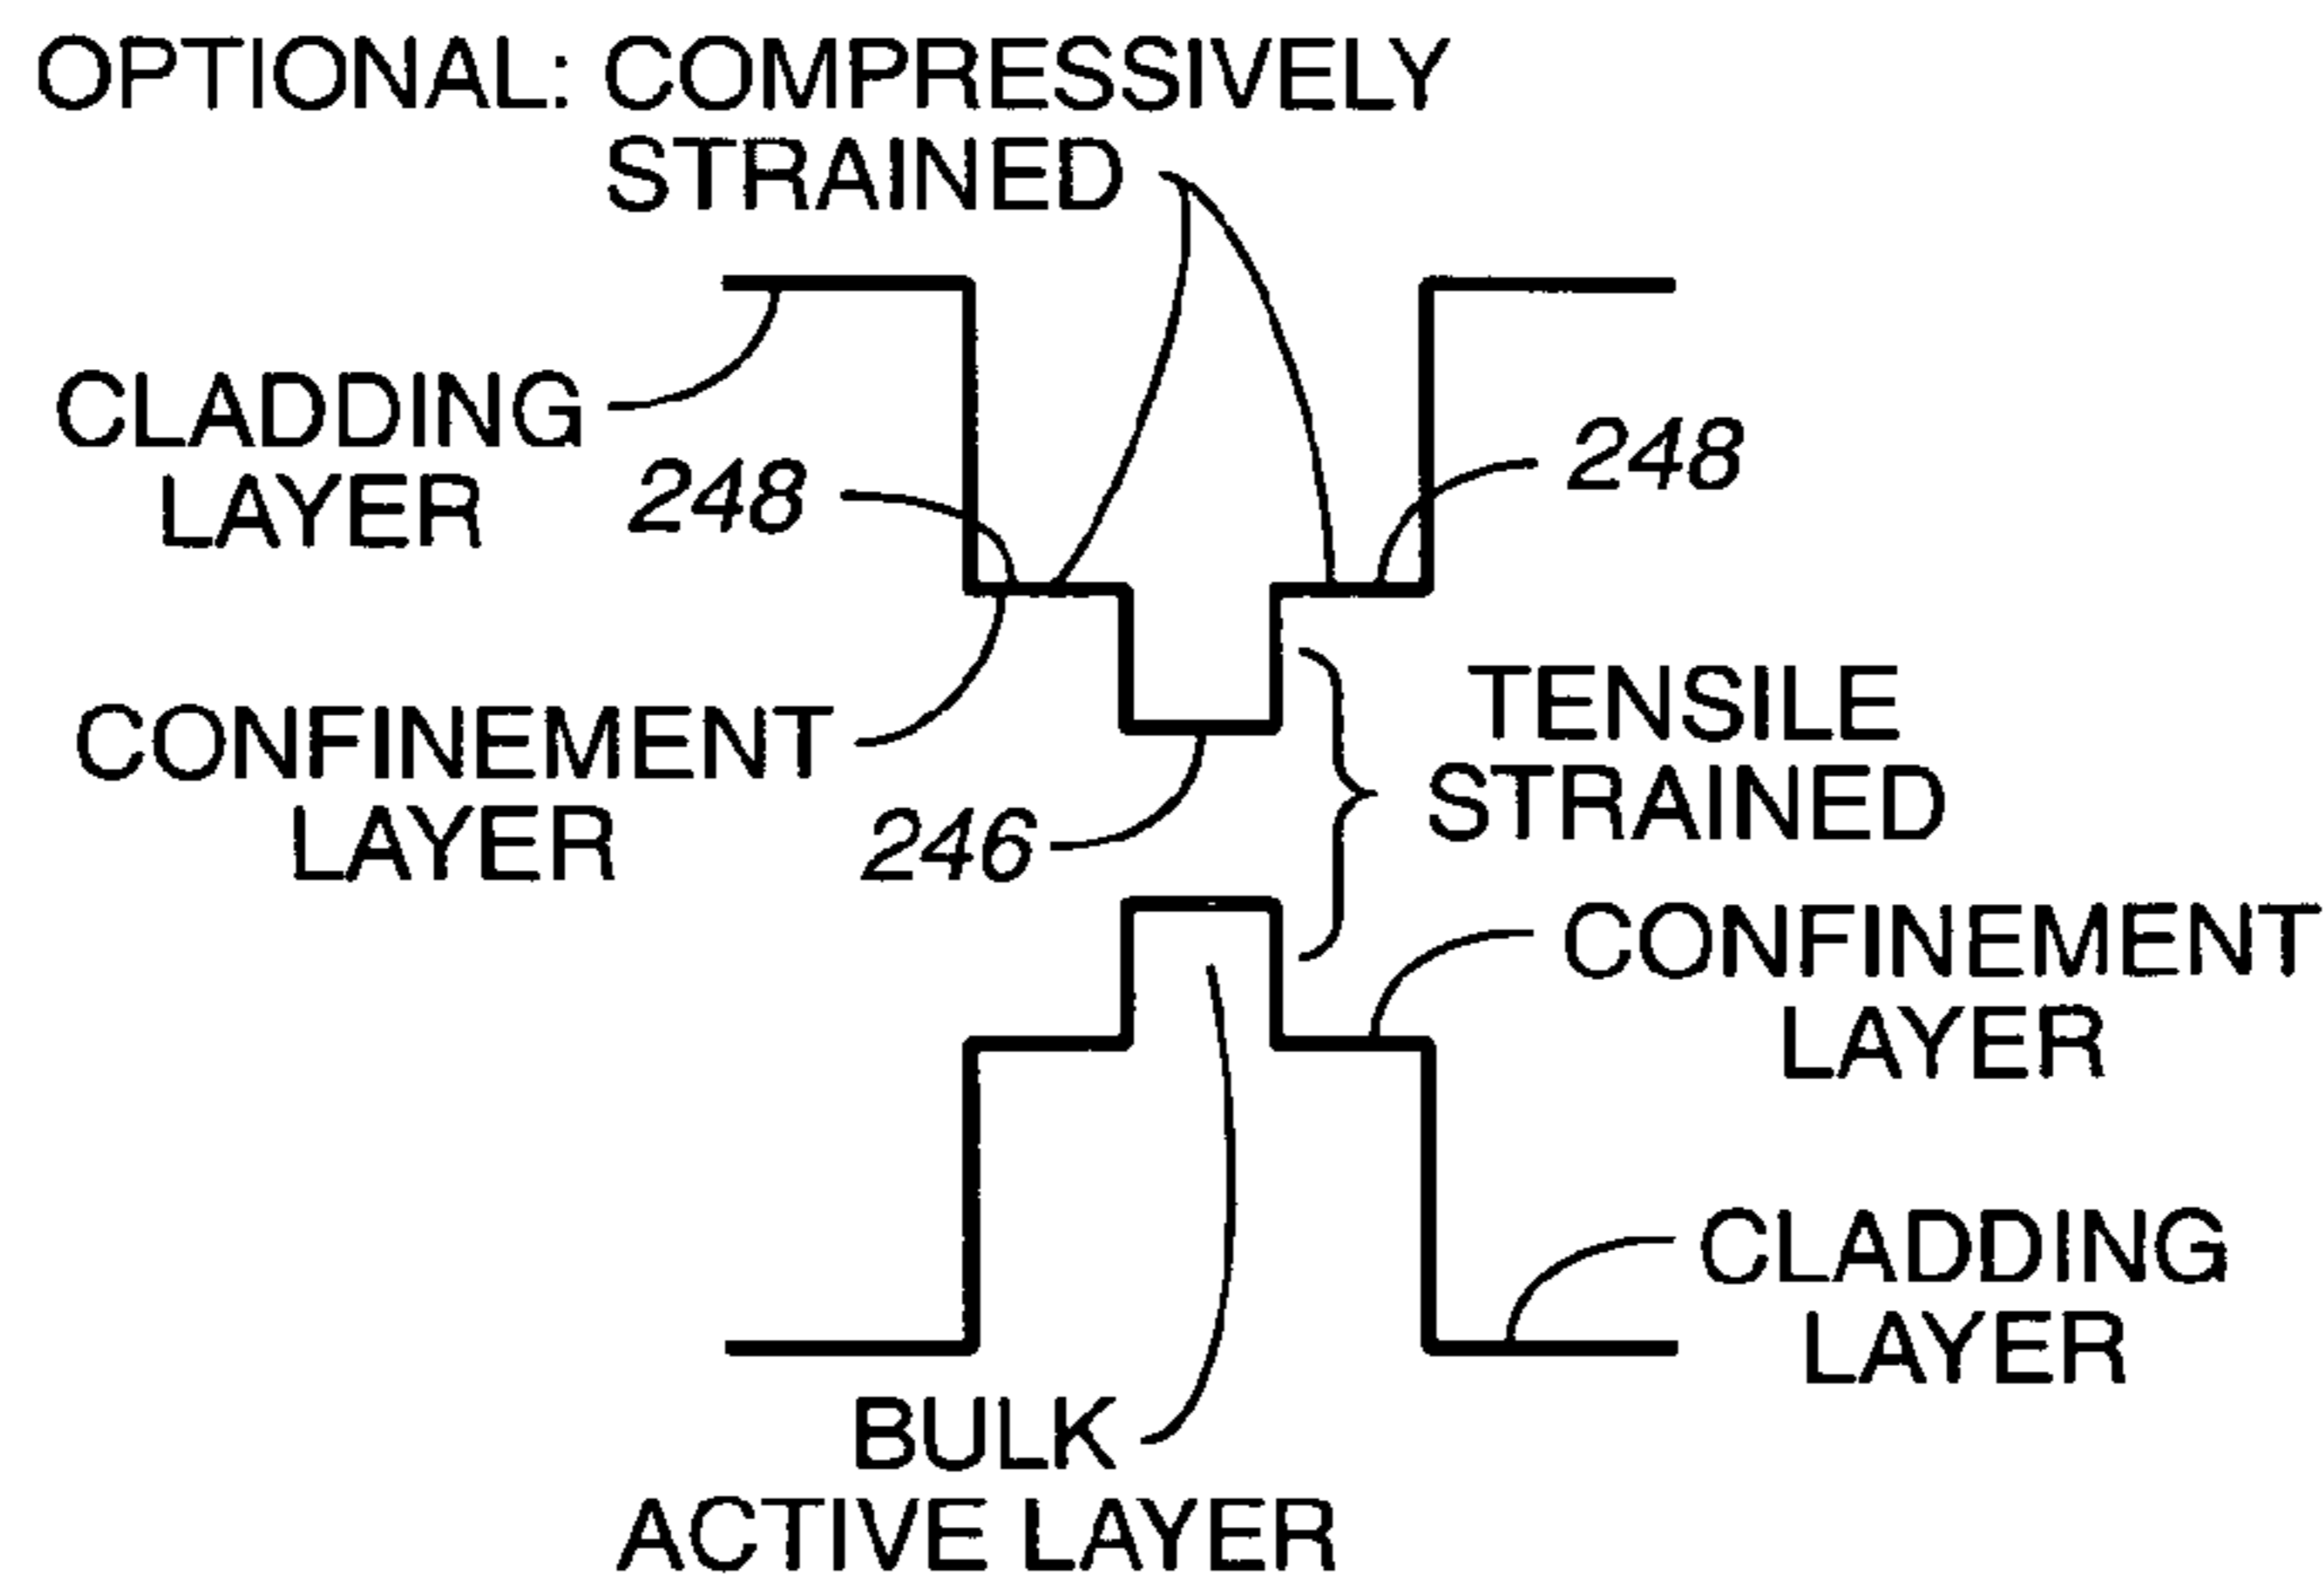 OPTIONAL: COMPRESSIVELY
STRAINED
CLADDING
LAYER
248
248
CONFINEMENT
LAYER
TENSILE
STRAINED
246
CONFINEMENT
LAYER
CLADDING
LAYER
BULK
ACTIVE LAYER